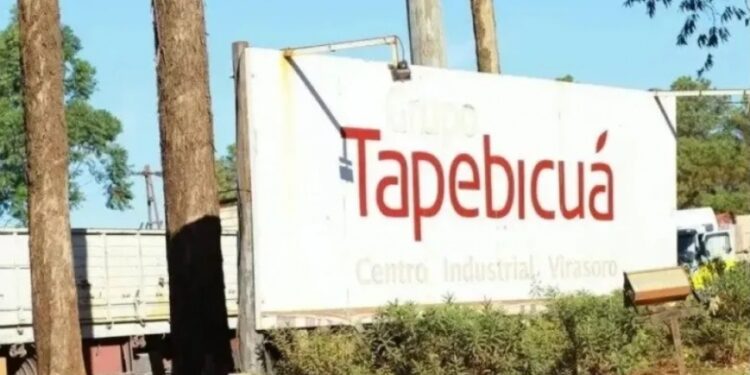 Grupo
Tapebicuá
Centro Industrial Virasoro